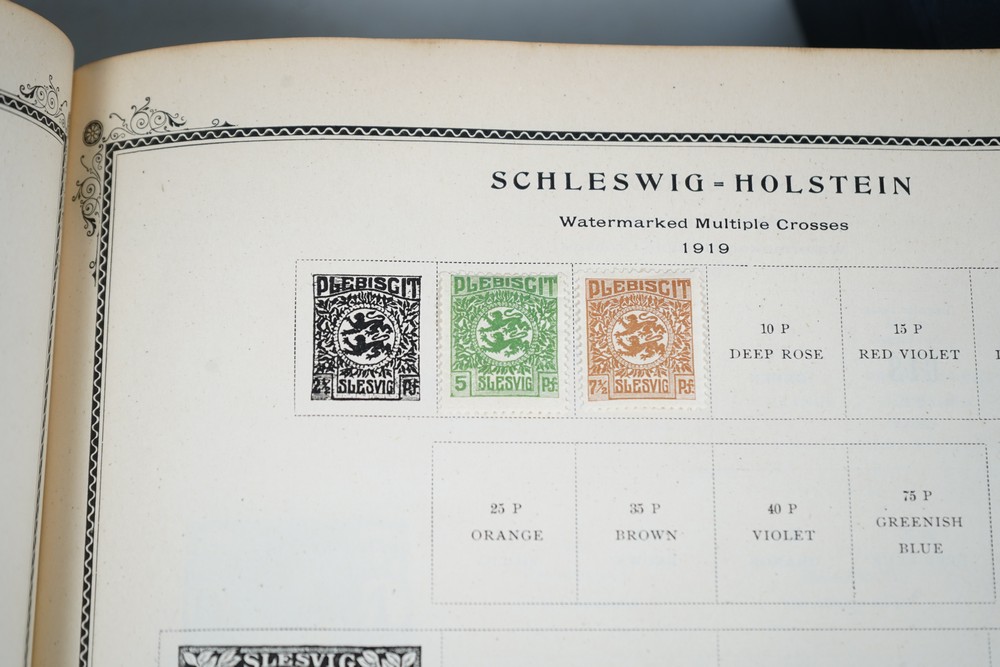 SCHLESWIG=HOLSTEIN
Watermarked Multiple Crosses
1919
PLEBISCIT
2½ SLESVIG Pf.
PLEBISCIT
5 SLESVIG Pf.
PLEBISCIT
7½ SLESVIG Pf.
10 P
DEEP ROSE
15 P
RED VIOLET
25 P
ORANGE
35 P
BROWN
40 P
VIOLET
75 P
GREENISH
BLUE
SLESVIG